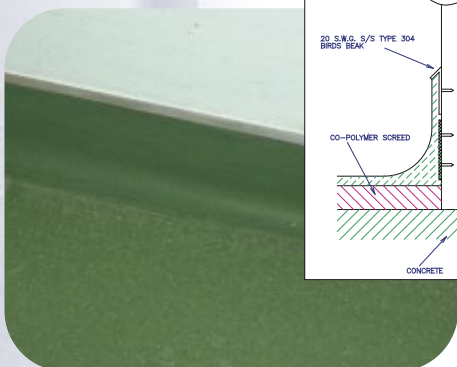 20 S.W.G. S/S TYPE 304
BIRDS BEAK
CO-POLYMER SCREED
CONCRETE